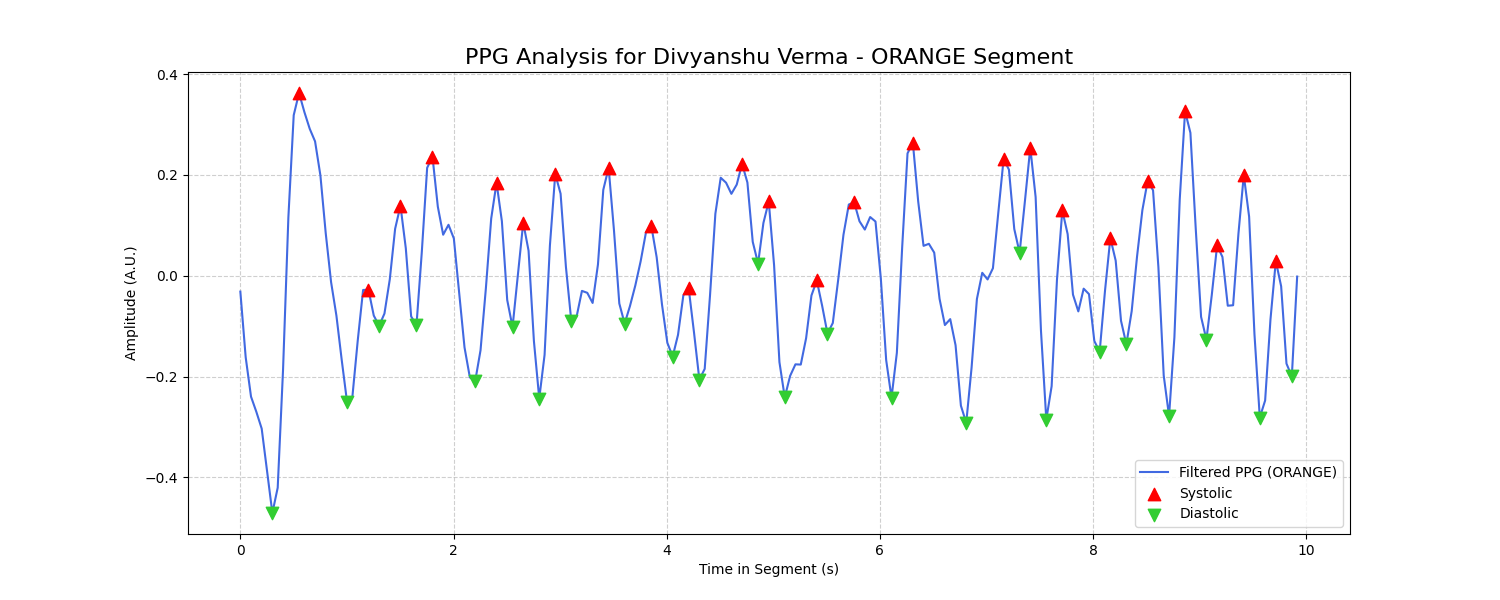 PPG Analysis for Divyanshu Verma - ORANGE Segment
Amplitude (A.U.)
0.4
0.2
0.0
−0.2
−0.4
Filtered PPG (ORANGE)
Systolic
Diastolic
0 2 4 6 8 10
Time in Segment (s)